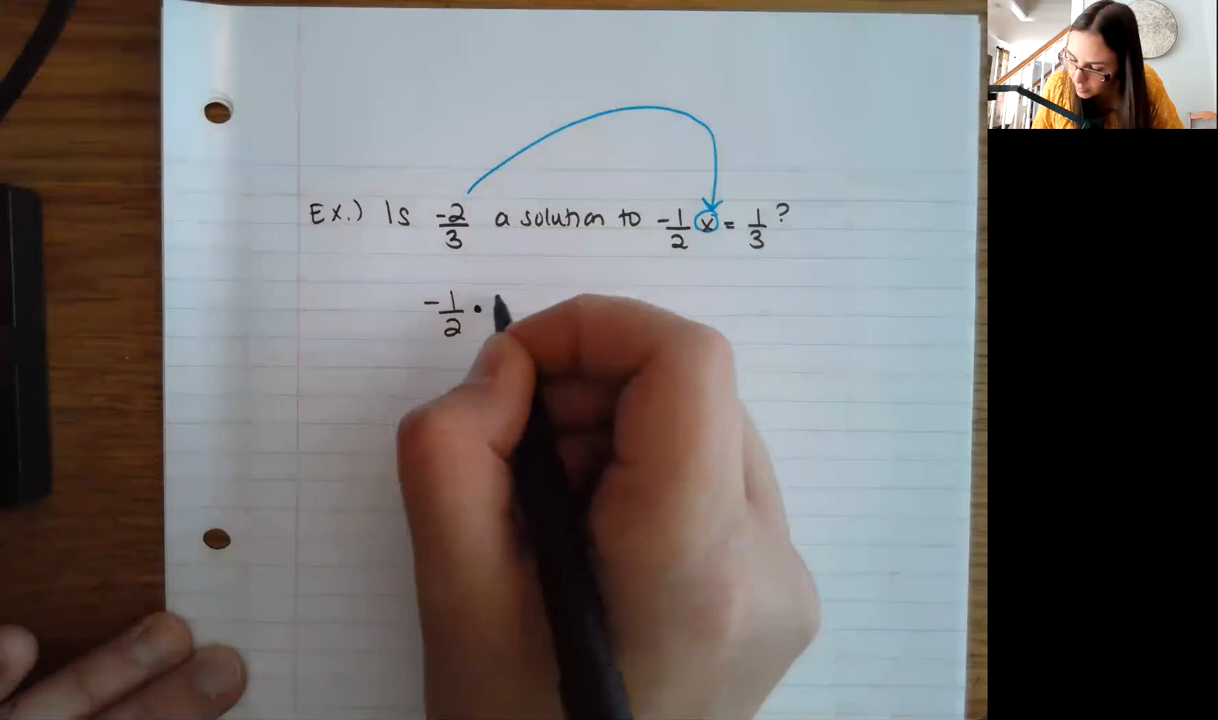 Ex.) Is -2/3 a solution to -1/2 x = 1/3 ?
-1/2 •